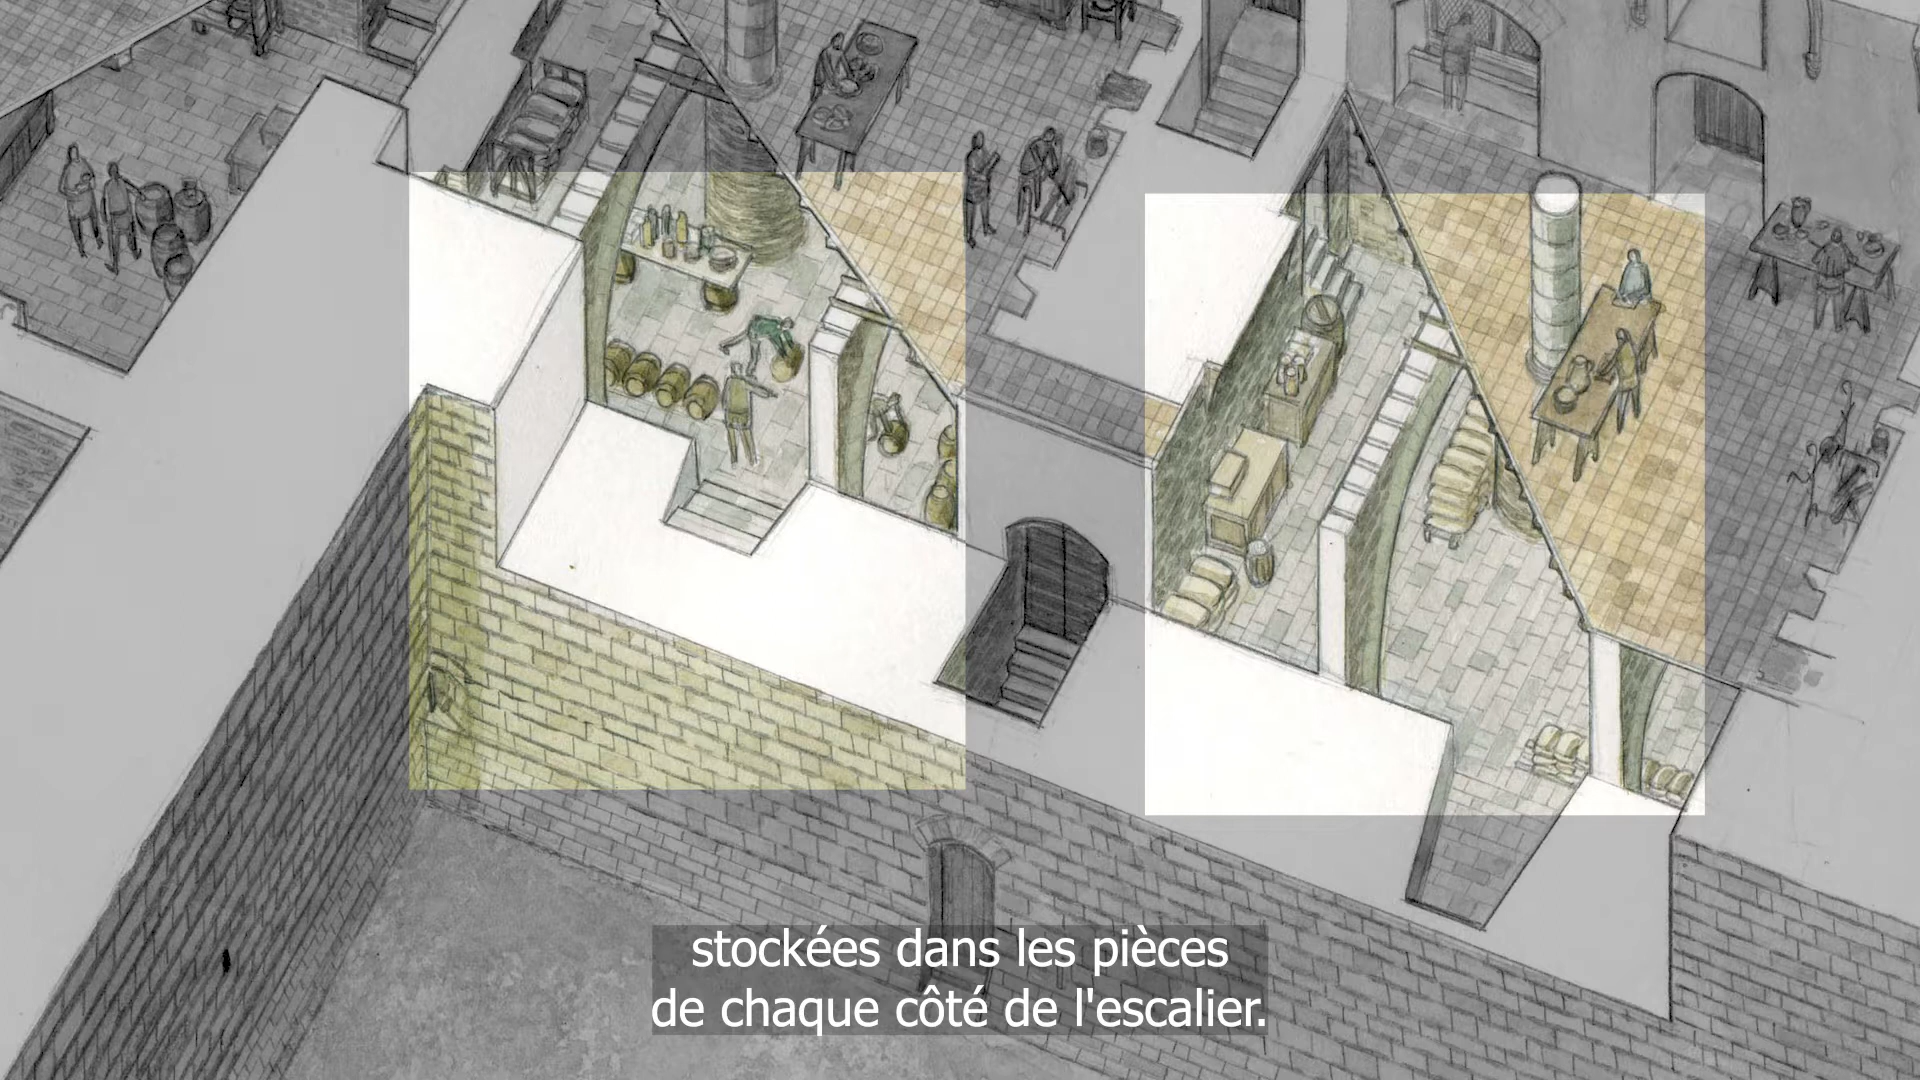 stockées dans les pièces
de chaque côté de l'escalier.